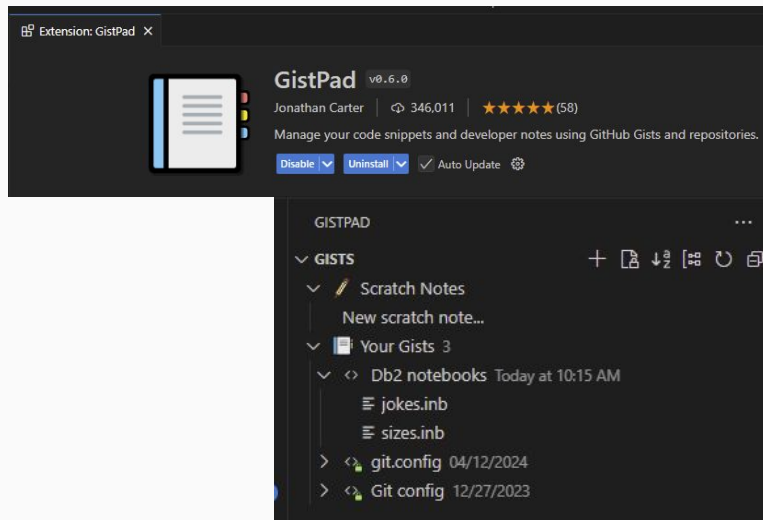 Extension: GistPad
GistPad v0.6.0
Jonathan Carter 346,011 (58)
Manage your code snippets and developer notes using GitHub Gists and repositories.
Disable Uninstall Auto Update
GISTPAD
GISTS
Scratch Notes
New scratch note...
Your Gists 3
Db2 notebooks Today at 10:15 AM
jokes.inb
sizes.inb
git.config 04/12/2024
Git config 12/27/2023